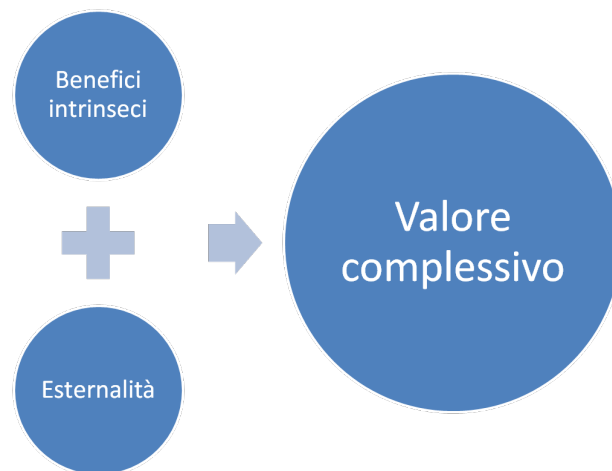 Benefici
intrinseci
Esternalità
Valore
complessivo